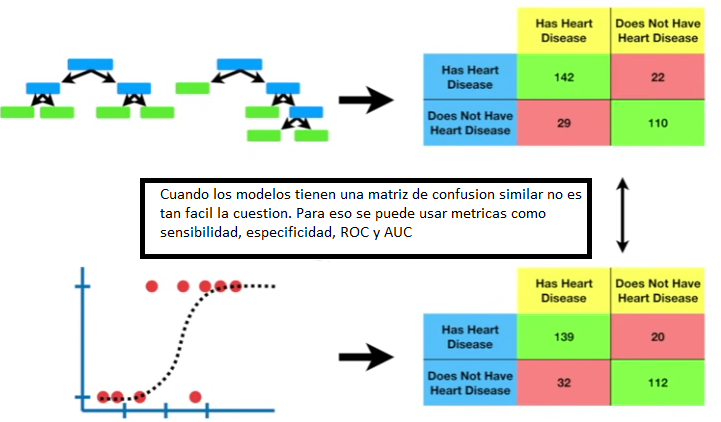 Has Heart
Disease
Does Not Have
Heart Disease
Has Heart
Disease
142
22
Does Not Have
Heart Disease
29
110
Cuando los modelos tienen una matriz de confusion similar no es
tan facil la cuestion. Para eso se puede usar metricas como
sensibilidad, especificidad, ROC y AUC
Has Heart
Disease
Does Not Have
Heart Disease
Has Heart
Disease
139
20
Does Not Have
Heart Disease
32
112